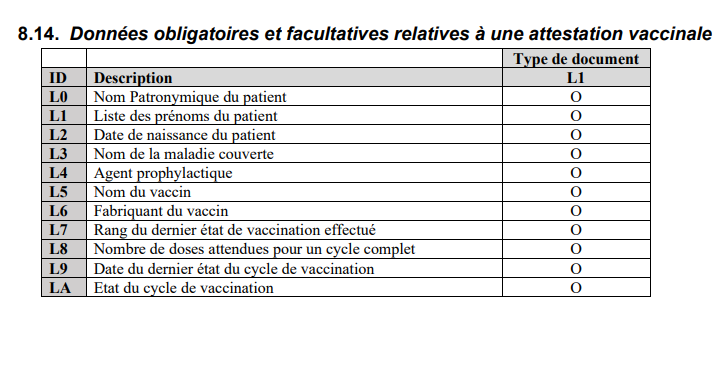 8.14. Données obligatoires et facultatives relatives à une attestation vaccinale
Type de document
ID Description L1
L0 Nom Patronymique du patient O
L1 Liste des prénoms du patient O
L2 Date de naissance du patient O
L3 Nom de la maladie couverte O
L4 Agent prophylactique O
L5 Nom du vaccin O
L6 Fabriquant du vaccin O
L7 Rang du dernier état de vaccination effectué O
L8 Nombre de doses attendues pour un cycle complet O
L9 Date du dernier état du cycle de vaccination O
LA Etat du cycle de vaccination O